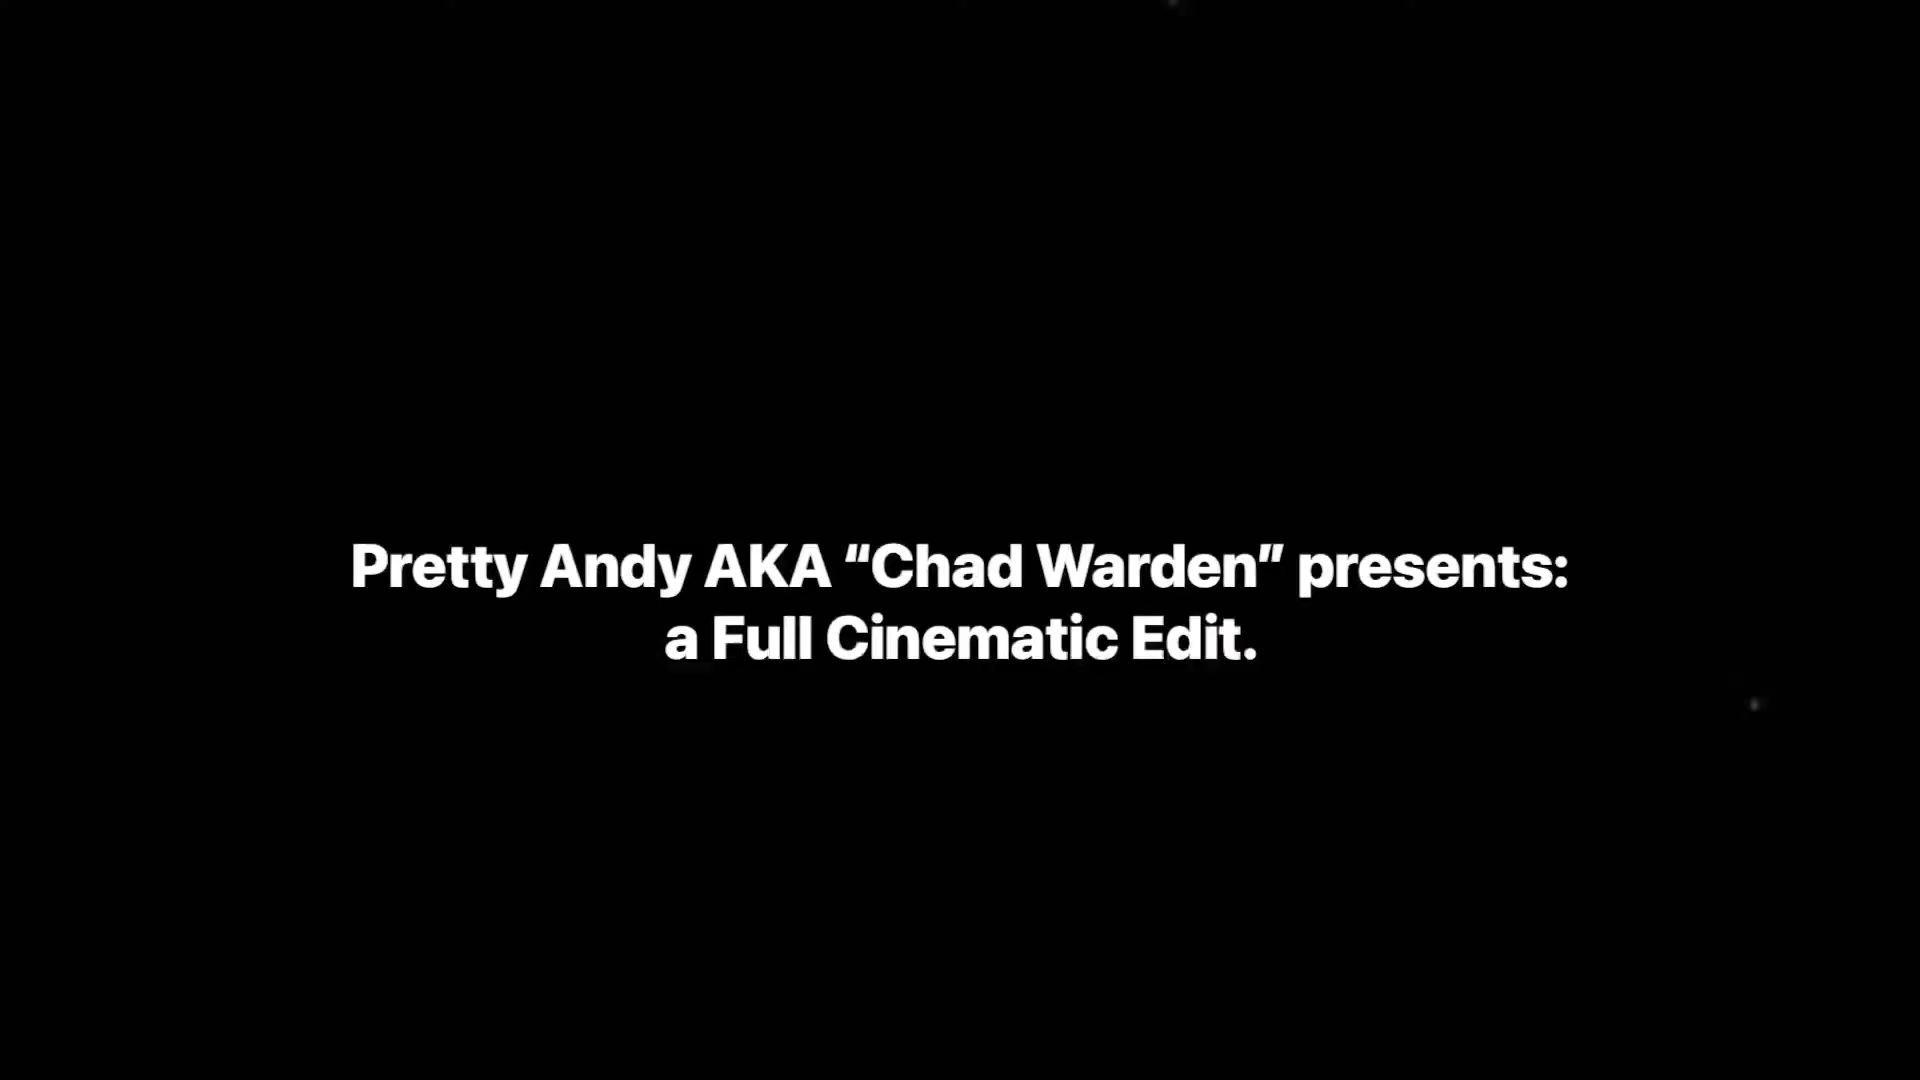 Pretty Andy AKA “Chad Warden” presents:
a Full Cinematic Edit.